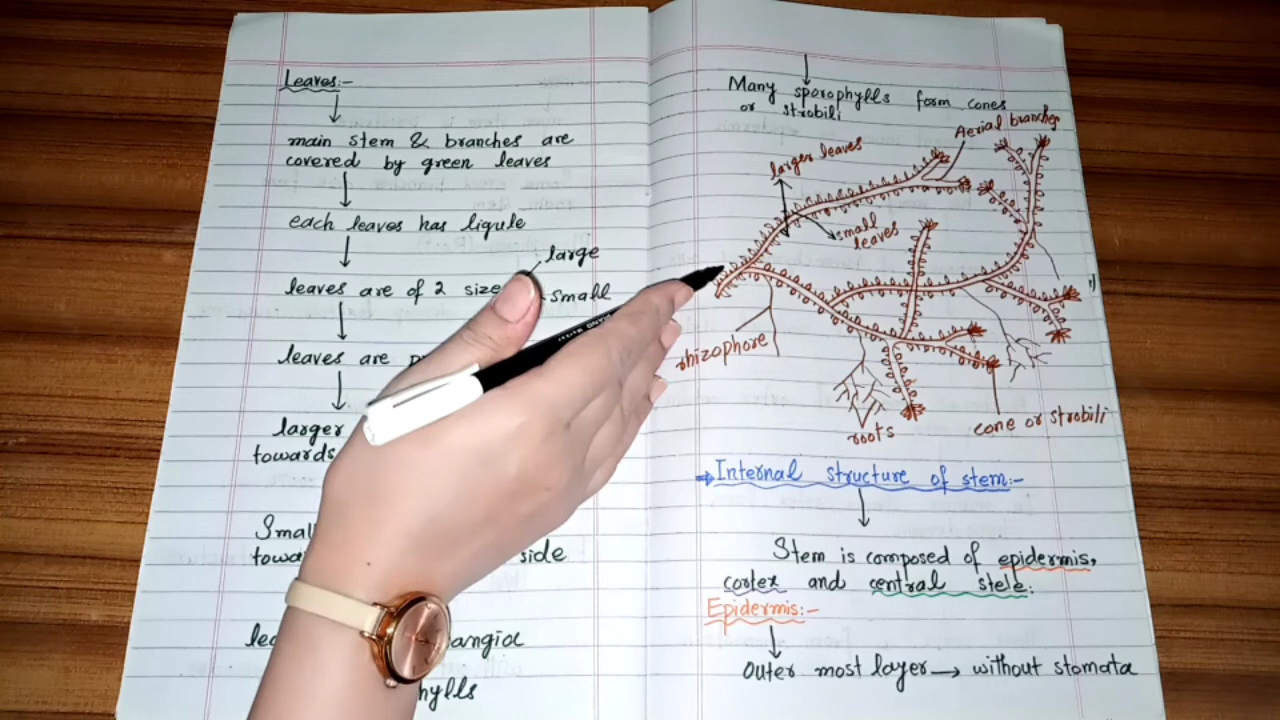 Leaves:-
main stem & branches are
covered by green leaves
each leaves has ligule
leaves are of 2 size
large
small
leaves are
larger
towards
Small
side
angia
hylls
Many sporophylls form cones
or strobili
Aerial branches
larger leaves
small
leaves
rhizophore
roots
cone or strobili
Internal structure of stem:-
Stem is composed of epidermis,
cortex and central stele.
Epidermis:-
Outer most layer → without stomata